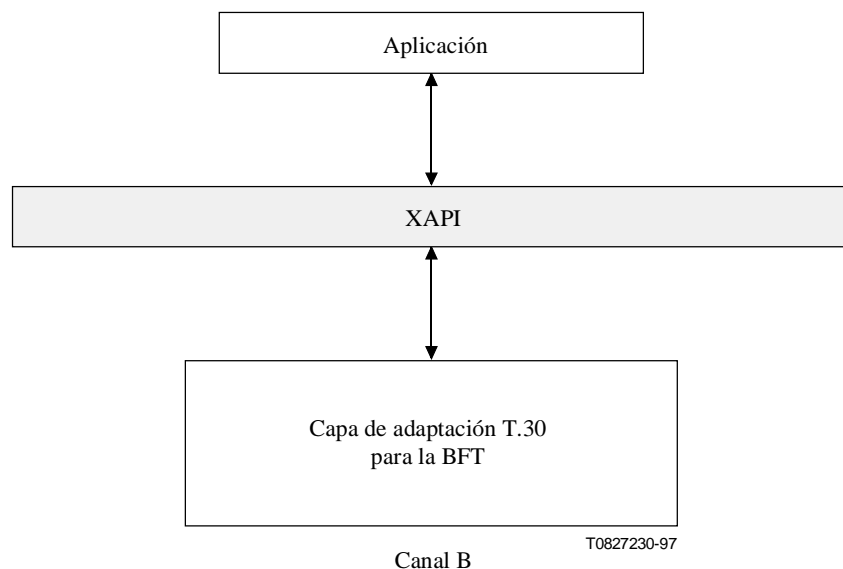 Aplicación
XAPI
Capa de adaptación T.30
para la BFT
T0827230-97
Canal B